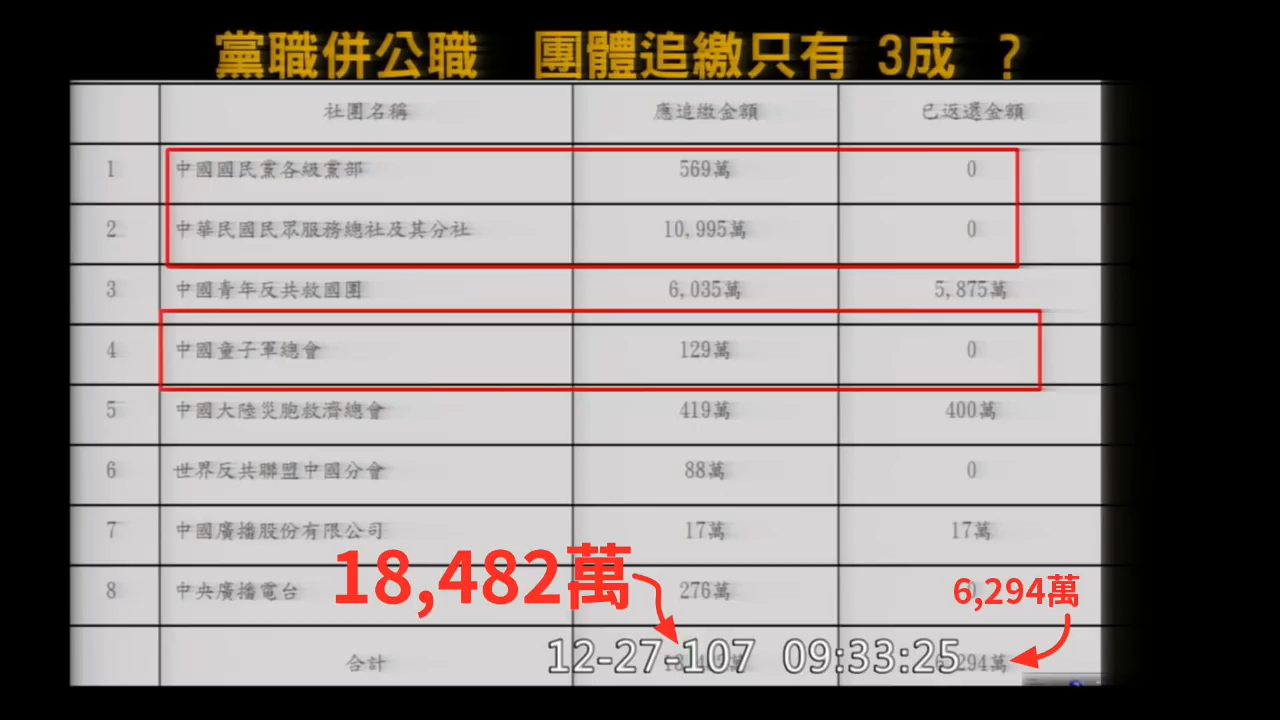 黨職併公職 團體追繳只有 3成 ?
社團名稱 應追繳金額 已返還金額
1 中國國民黨各級黨部 569萬 0
2 中華民國民眾服務總社及其分社 10,995萬 0
3 中國青年反共救國團 6,035萬 5,875萬
4 中國童子軍總會 129萬 0
5 中國大陸災胞救濟總會 419萬 400萬
6 世界反共聯盟中國分會 88萬 0
7 中國廣播股份有限公司 17萬 17萬
18,482萬
8 中央廣播電台 276萬 0
6,294萬
合計 294萬
12-27-107 09:33:25